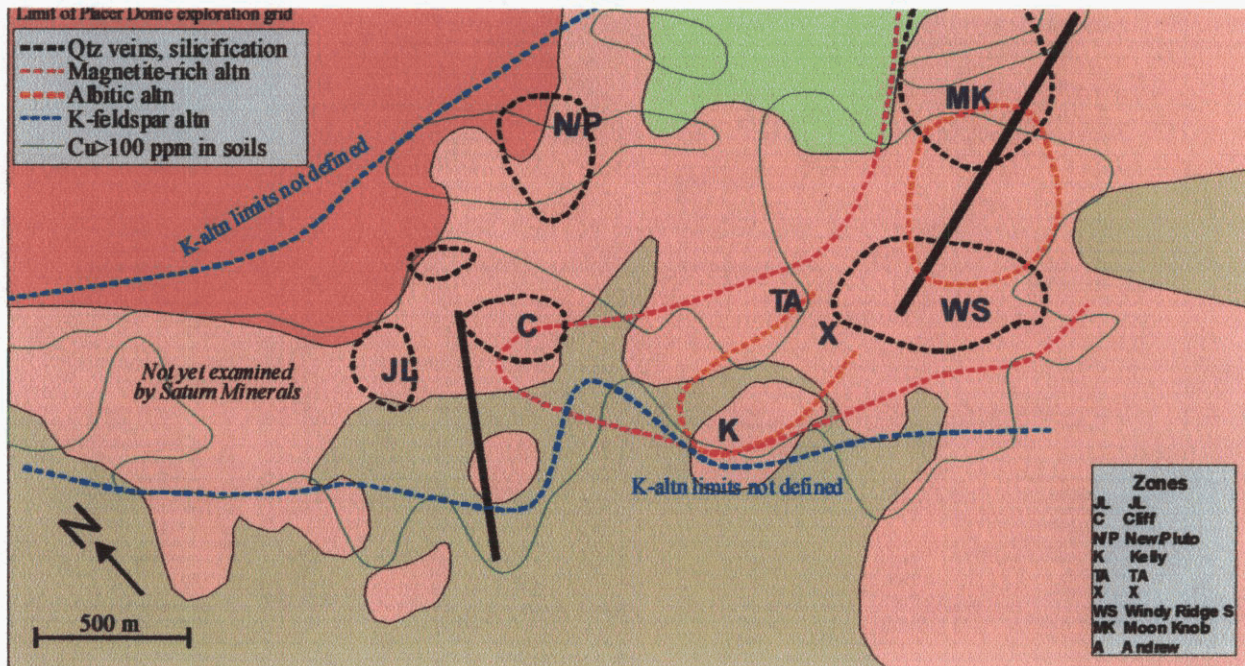 Limit of Placer Dome exploration grid
Qtz veins, silicification
Magnetite-rich altn
Albitic altn
K-feldspar altn
Cu>100 ppm in soils
K-altn limits not defined
N/P
MK
C
TA
X
WS
JL
Not yet examined
by Saturn Minerals
K
K-altn limits not defined
N
500 m
Zones
JL JL
C Cliff
N/P New/Pluto
K Kelly
TA TA
X X
WS Windy Ridge S
MK Moon Knob
A Andrew